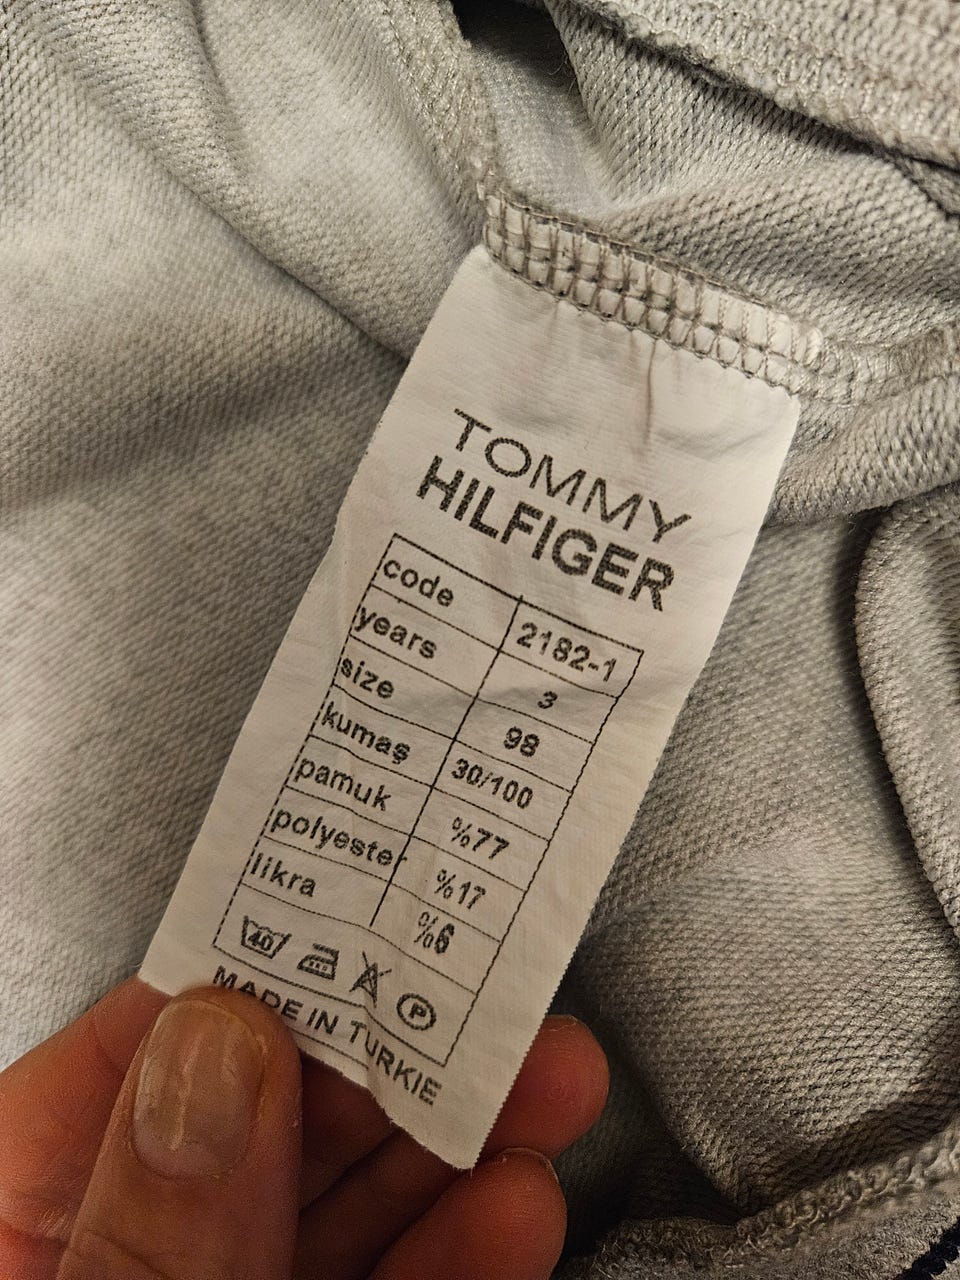 TOMMY
HILFIGER
code 2182-1
years 3
size 98
kumaş 30/100
pamuk %77
polyester %17
likra %6
40 A P
MADE IN TURKIE